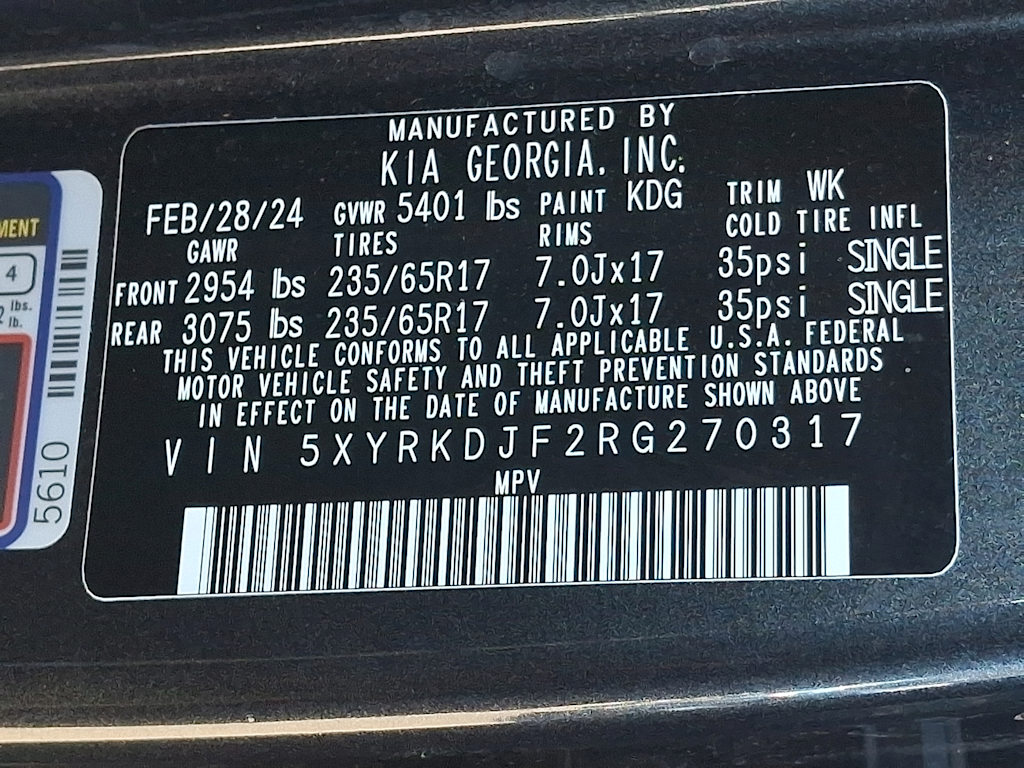 MANUFACTURED BY
KIA GEORGIA, INC.
FEB/28/24 GVWR 5401 lbs PAINT KDG TRIM WK
GAWR TIRES RIMS COLD TIRE INFL
FRONT 2954 lbs 235/65R17 7.0Jx17 35psi SINGLE
REAR 3075 lbs 235/65R17 7.0Jx17 35psi SINGLE
THIS VEHICLE CONFORMS TO ALL APPLICABLE U.S.A. FEDERAL
MOTOR VEHICLE SAFETY AND THEFT PREVENTION STANDARDS
IN EFFECT ON THE DATE OF MANUFACTURE SHOWN ABOVE
VIN 5XYRKDJF2RG270317
MPV
4
lbs.
lb.
5610